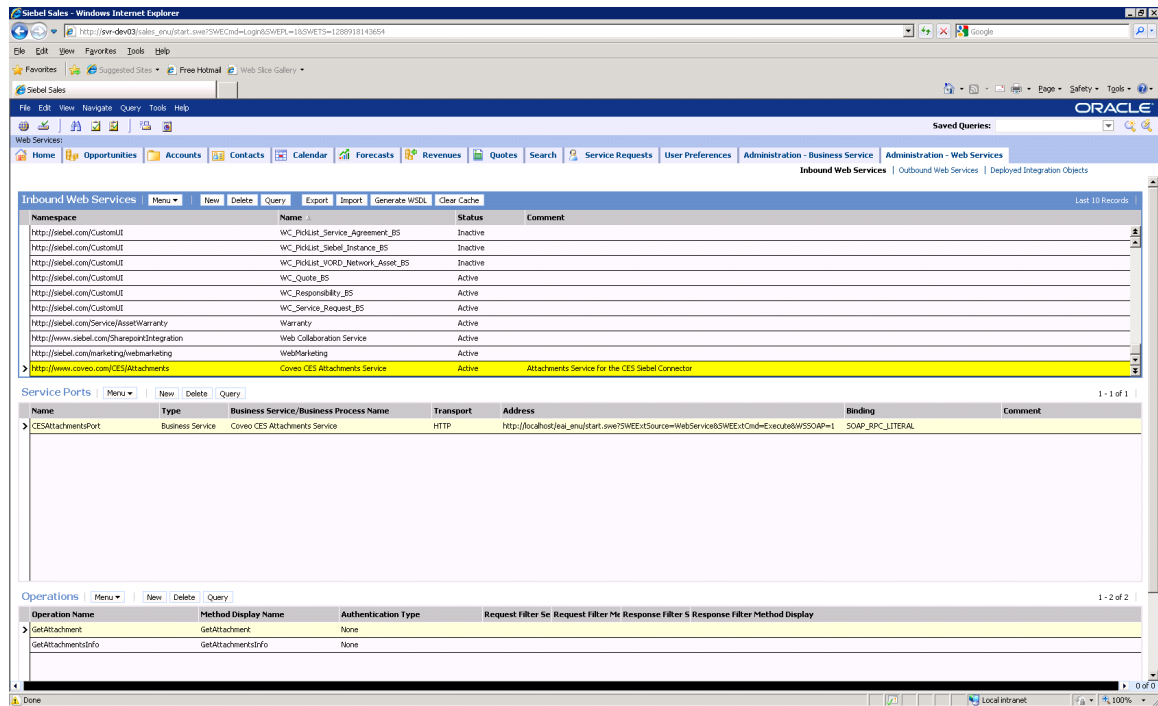 Siebel Sales - Windows Internet Explorer
http://svr-dev03/sales_enu/start.swe?SWECmd=Login&SWEPL=1&SWETS=1288918143654
Google
File Edit View Favorites Tools Help
Favorites Suggested Sites Free Hotmail Web Slice Gallery
Siebel Sales Page Safety Tools
File Edit View Navigate Query Tools Help ORACLE
Saved Queries:
Web Services:
Home Opportunities Accounts Contacts Calendar Forecasts Revenues Quotes Search Service Requests User Preferences Administration - Business Service Administration - Web Services
Inbound Web Services | Outbound Web Services | Deployed Integration Objects
Inbound Web Services Menu New Delete Query Export Import Generate WSDL Clear Cache Last 10 Records
Namespace Name Status Comment
http://siebel.com/CustomUI WC_PickList_Service_Agreement_BS Inactive
http://siebel.com/CustomUI WC_PickList_Siebel_Instance_BS Inactive
http://siebel.com/CustomUI WC_PickList_VORD_Network_Asset_BS Inactive
http://siebel.com/CustomUI WC_Quote_BS Active
http://siebel.com/CustomUI WC_Responsibility_BS Active
http://siebel.com/CustomUI WC_Service_Request_BS Active
http://siebel.com/Service/AssetWarranty Warranty Active
http://www.siebel.com/SharepointIntegration Web Collaboration Service Active
http://siebel.com/marketing/webmarketing WebMarketing Active
http://www.coveo.com/CES/Attachments Coveo CES Attachments Service Active Attachments Service for the CES Siebel Connector
Service Ports Menu New Delete Query 1 - 1 of 1
Name Type Business Service/Business Process Name Transport Address Binding Comment
CESAttachmentsPort Business Service Coveo CES Attachments Service HTTP http://localhost/eai_enu/start.swe?SWEExtSource=WebService&SWEExtCmd=Execute&WSSOAP=1 SOAP_RPC_LITERAL
Operations Menu New Delete Query 1 - 2 of 2
Operation Name Method Display Name Authentication Type Request Filter Se Request Filter Me Response Filter S Response Filter Method Display
GetAttachment GetAttachment None
GetAttachmentsInfo GetAttachmentsInfo None
0 of 0
Done Local intranet 100%